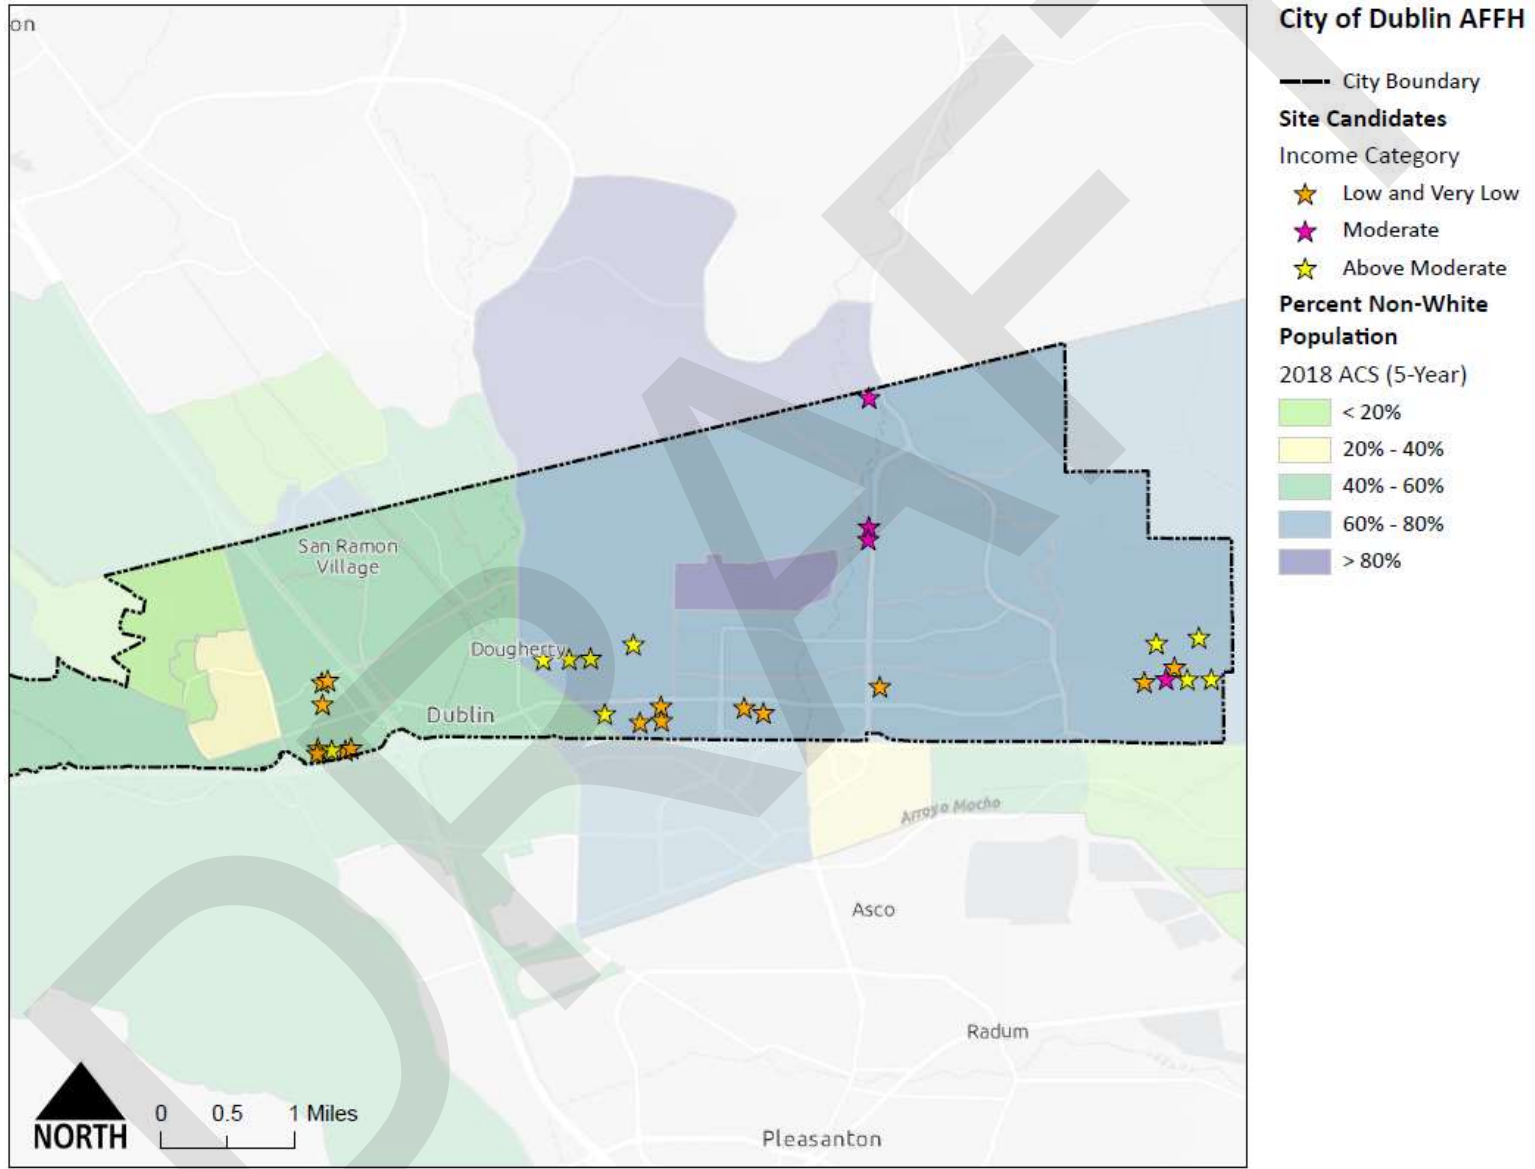 on
San Ramon
Village
Dougherty
Dublin
Arroyo Mocho
Asco
Radum
Pleasanton
0 0.5 1 Miles
NORTH
DRAFT
City of Dublin AFFH
City Boundary
Site Candidates
Income Category
Low and Very Low
Moderate
Above Moderate
Percent Non-White
Population
2018 ACS (5-Year)
< 20%
20% - 40%
40% - 60%
60% - 80%
> 80%